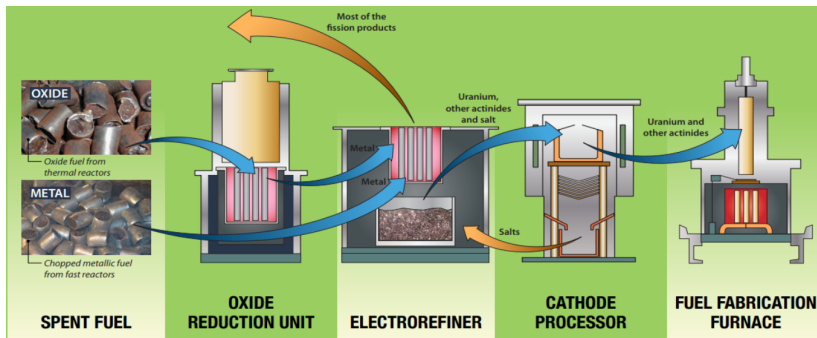 Most of the
fission products
OXIDE
Oxide fuel from
thermal reactors
METAL
Chopped metallic fuel
from fast reactors
Metal
Metal
Uranium,
other actinides
and salt
Salts
Uranium and
other actinides
SPENT FUEL
OXIDE
REDUCTION UNIT
ELECTROREFINER
CATHODE
PROCESSOR
FUEL FABRICATION
FURNACE